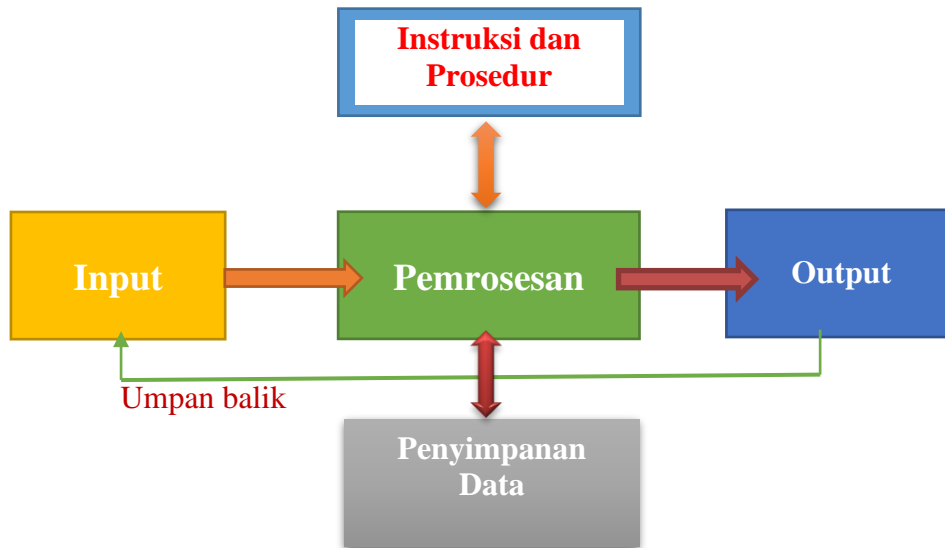 Instruksi dan
Prosedur
Input
Pemrosesan
Output
Umpan balik
Penyimpanan
Data